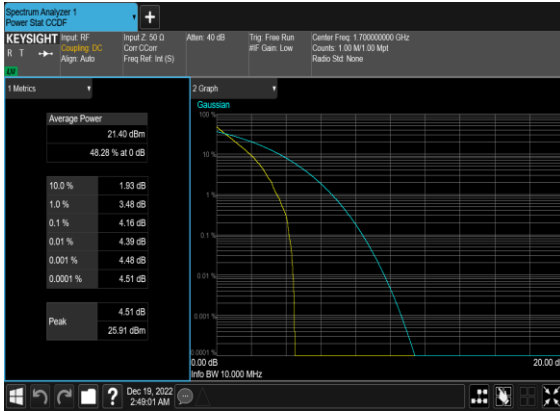 Spectrum Analyzer 1
Power Stat CCDF
KEYSIGHT
R T
LXI
Input: RF
Coupling: DC
Align: Auto
Input Z: 50 Ω
Corr CCorr
Freq Ref: Int (S)
Atten: 40 dB
Trig: Free Run
#IF Gain: Low
Center Freq: 1.700000000 GHz
Counts: 1.00 M/1.00 Mpt
Radio Std: None
1 Metrics
Average Power
21.40 dBm
48.28 % at 0 dB
10.0 % 1.93 dB
1.0 % 3.48 dB
0.1 % 4.16 dB
0.01 % 4.39 dB
0.001 % 4.48 dB
0.0001 % 4.51 dB
Peak
4.51 dB
25.91 dBm
2 Graph
Gaussian
100 %
10 %
1 %
0.1 %
0.01 %
0.001 %
0.0001 %
0.00 dB
20.00 d
Info BW 10.000 MHz
Dec 19, 2022
2:49:01 AM